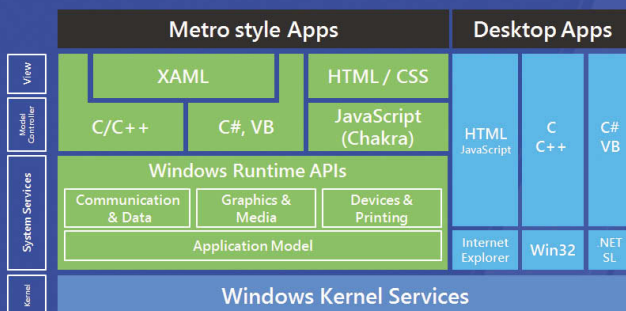 Metro style Apps
Desktop Apps
View
XAML
HTML / CSS
Model
Controller
C/C++
C#, VB
JavaScript
(Chakra)
HTML
JavaScript
C
C++
C#
VB
System Services
Windows Runtime APIs
Communication
& Data
Graphics &
Media
Devices &
Printing
Application Model
Internet
Explorer
Win32
.NET
SL
Kernel
Windows Kernel Services